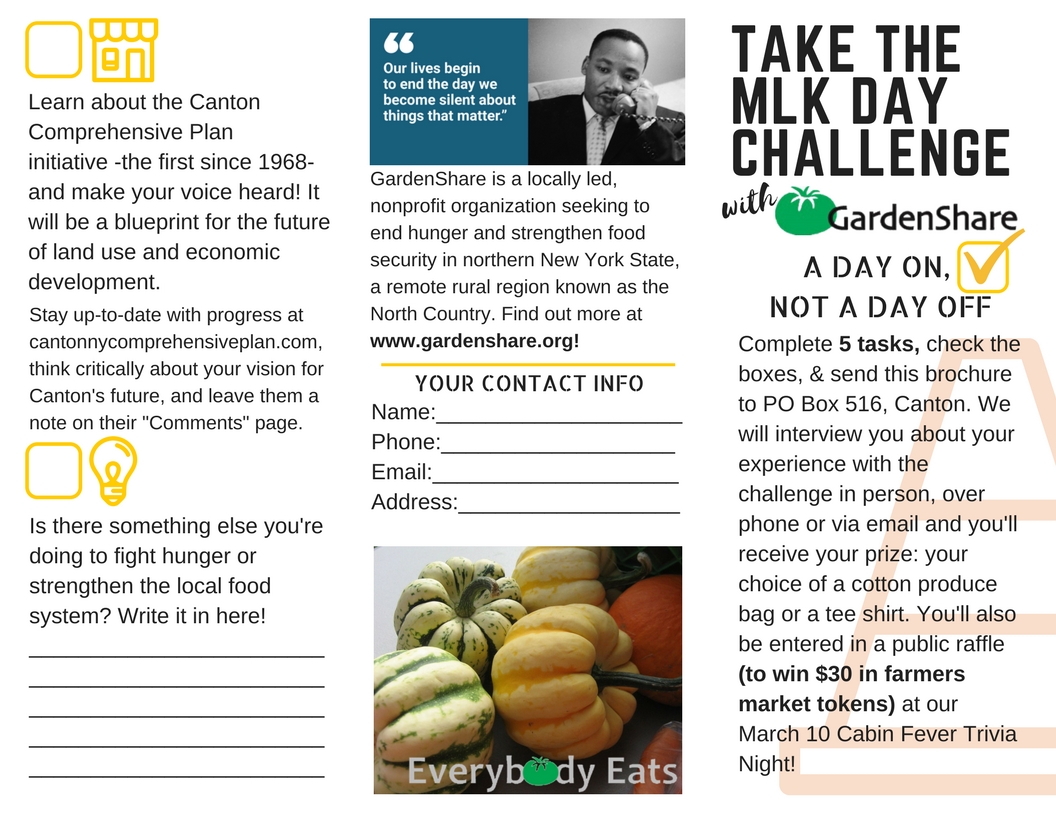 Learn about the Canton
Comprehensive Plan
initiative -the first since 1968-
and make your voice heard! It
will be a blueprint for the future
of land use and economic
development.
Stay up-to-date with progress at
cantonnycomprehensiveplan.com,
think critically about your vision for
Canton's future, and leave them a
note on their "Comments" page.
Is there something else you're
doing to fight hunger or
strengthen the local food
system? Write it in here!
“
Our lives begin
to end the day we
become silent about
things that matter.”
GardenShare is a locally led,
nonprofit organization seeking to
end hunger and strengthen food
security in northern New York State,
a remote rural region known as the
North Country. Find out more at
www.gardenshare.org!
YOUR CONTACT INFO
Name:
Phone:
Email:
Address:
Everybody Eats
TAKE THE
MLK DAY
CHALLENGE
with GardenShare
A DAY ON,
NOT A DAY OFF
Complete 5 tasks, check the
boxes, & send this brochure
to PO Box 516, Canton. We
will interview you about your
experience with the
challenge in person, over
phone or via email and you'll
receive your prize: your
choice of a cotton produce
bag or a tee shirt. You'll also
be entered in a public raffle
(to win $30 in farmers
market tokens) at our
March 10 Cabin Fever Trivia
Night!